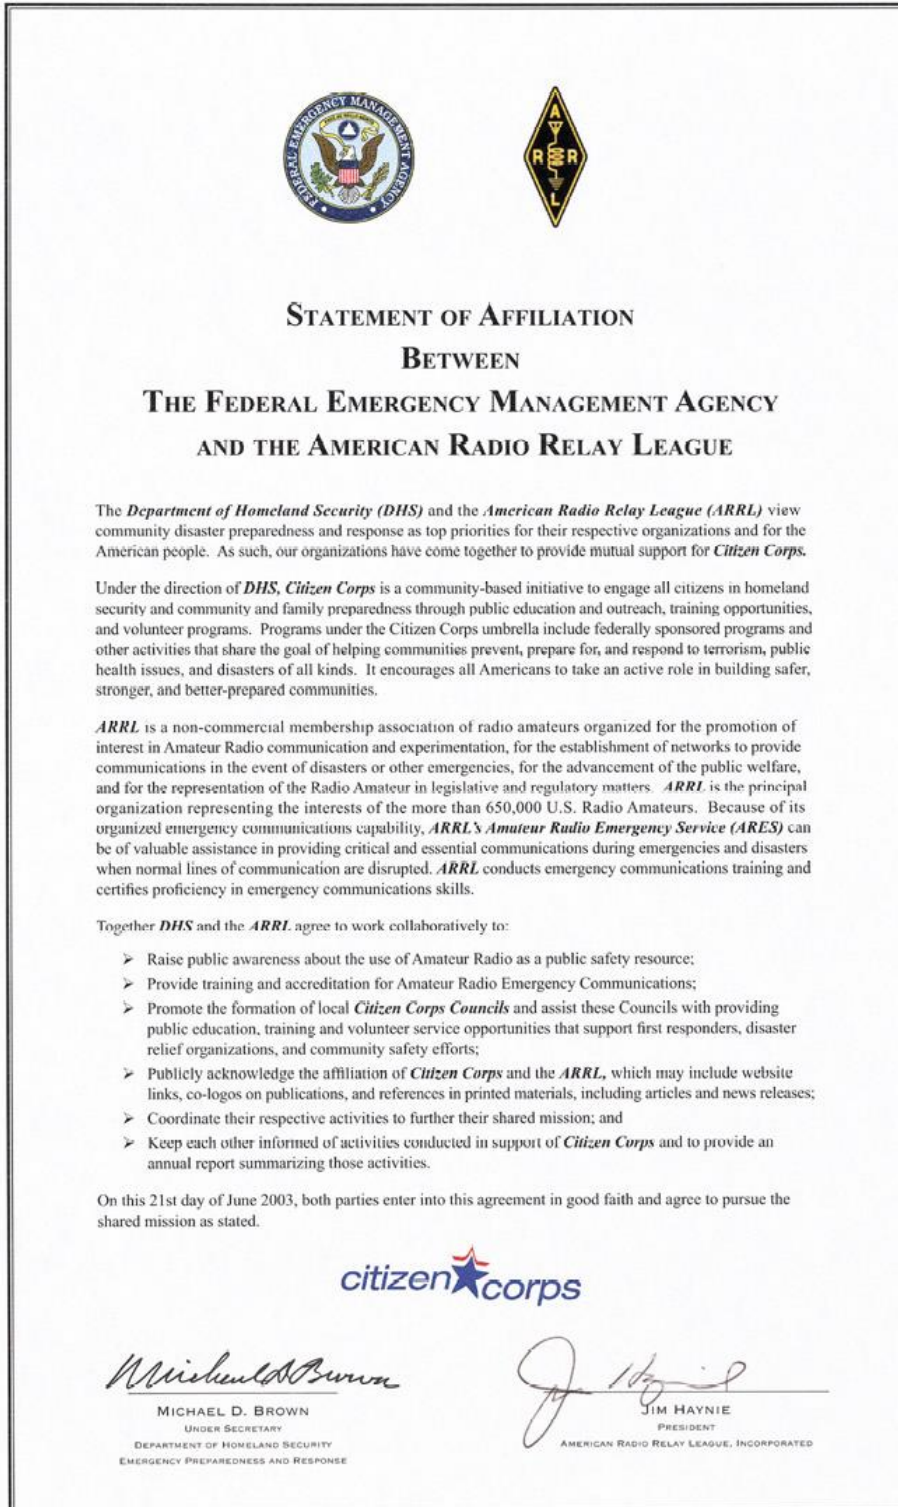 FEDERAL EMERGENCY MANAGEMENT AGENCY
A
R R
L
STATEMENT OF AFFILIATION
BETWEEN
THE FEDERAL EMERGENCY MANAGEMENT AGENCY
AND THE AMERICAN RADIO RELAY LEAGUE
The Department of Homeland Security (DHS) and the American Radio Relay League (ARRL) view
community disaster preparedness and response as top priorities for their respective organizations and for the
American people. As such, our organizations have come together to provide mutual support for Citizen Corps.
Under the direction of DHS, Citizen Corps is a community-based initiative to engage all citizens in homeland
security and community and family preparedness through public education and outreach, training opportunities,
and volunteer programs. Programs under the Citizen Corps umbrella include federally sponsored programs and
other activities that share the goal of helping communities prevent, prepare for, and respond to terrorism, public
health issues, and disasters of all kinds. It encourages all Americans to take an active role in building safer,
stronger, and better-prepared communities.
ARRL is a non-commercial membership association of radio amateurs organized for the promotion of
interest in Amateur Radio communication and experimentation, for the establishment of networks to provide
communications in the event of disasters or other emergencies, for the advancement of the public welfare,
and for the representation of the Radio Amateur in legislative and regulatory matters. ARRL is the principal
organization representing the interests of the more than 650,000 U.S. Radio Amateurs. Because of its
organized emergency communications capability, ARRL's Amateur Radio Emergency Service (ARES) can
be of valuable assistance in providing critical and essential communications during emergencies and disasters
when normal lines of communication are disrupted. ARRL conducts emergency communications training and
certifies proficiency in emergency communications skills.
Together DHS and the ARRL agree to work collaboratively to:
➢ Raise public awareness about the use of Amateur Radio as a public safety resource;
➢ Provide training and accreditation for Amateur Radio Emergency Communications;
➢ Promote the formation of local Citizen Corps Councils and assist these Councils with providing
public education, training and volunteer service opportunities that support first responders, disaster
relief organizations, and community safety efforts;
➢ Publicly acknowledge the affiliation of Citizen Corps and the ARRL, which may include website
links, co-logos on publications, and references in printed materials, including articles and news releases;
➢ Coordinate their respective activities to further their shared mission; and
➢ Keep each other informed of activities conducted in support of Citizen Corps and to provide an
annual report summarizing those activities.
On this 21st day of June 2003, both parties enter into this agreement in good faith and agree to pursue the
shared mission as stated.
citizen corps
Michael D Brown
MICHAEL D. BROWN
UNDER SECRETARY
DEPARTMENT OF HOMELAND SECURITY
EMERGENCY PREPAREDNESS AND RESPONSE
Jim Haynie
JIM HAYNIE
PRESIDENT
AMERICAN RADIO RELAY LEAGUE, INCORPORATED